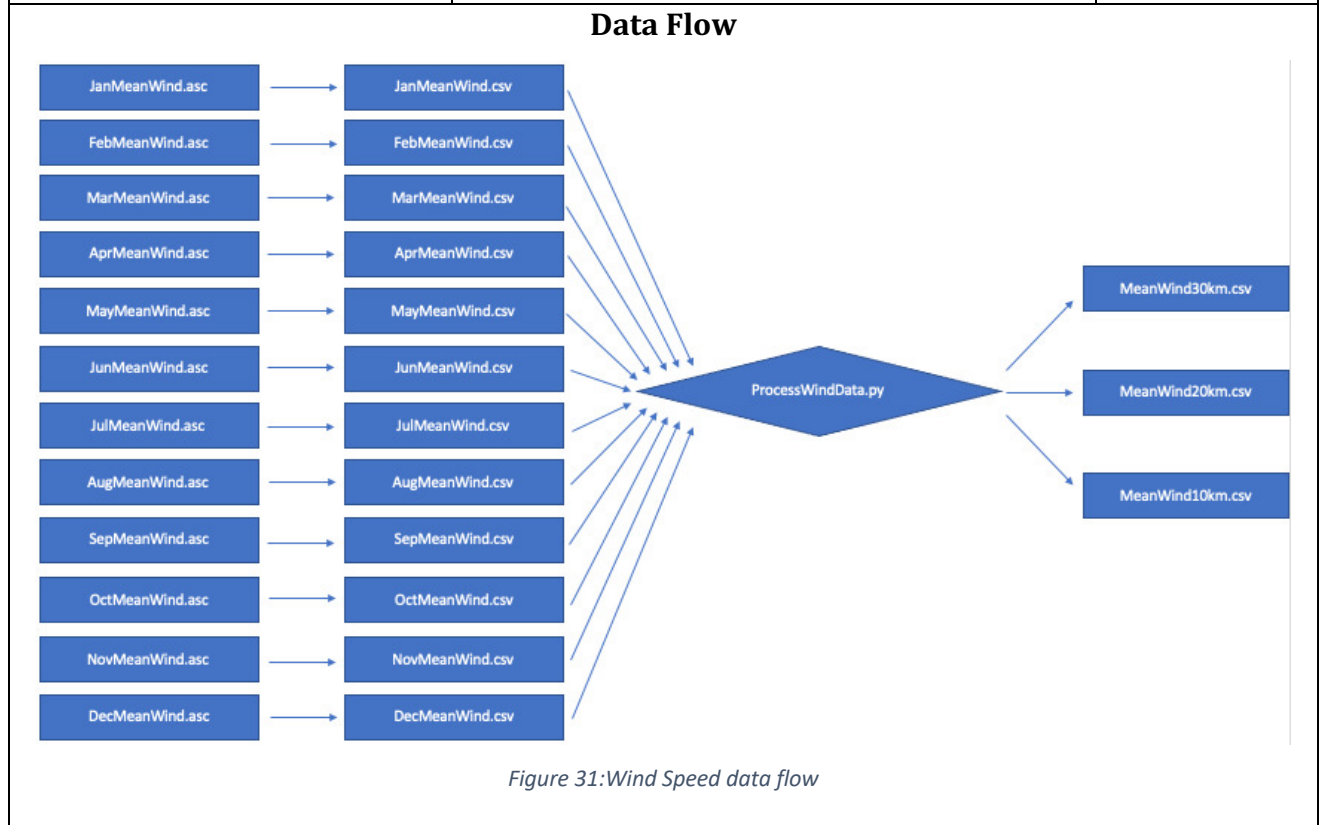 Data Flow
JanMeanWind.asc
JanMeanWind.csv
FebMeanWind.asc
FebMeanWind.csv
MarMeanWind.asc
MarMeanWind.csv
AprMeanWind.asc
AprMeanWind.csv
MayMeanWind.asc
MayMeanWind.csv
JunMeanWind.asc
JunMeanWind.csv
JulMeanWind.asc
JulMeanWind.csv
AugMeanWind.asc
AugMeanWind.csv
SepMeanWind.asc
SepMeanWind.csv
OctMeanWind.asc
OctMeanWind.csv
NovMeanWind.asc
NovMeanWind.csv
DecMeanWind.asc
DecMeanWind.csv
ProcessWindData.py
MeanWind30km.csv
MeanWind20km.csv
MeanWind10km.csv
Figure 31:Wind Speed data flow